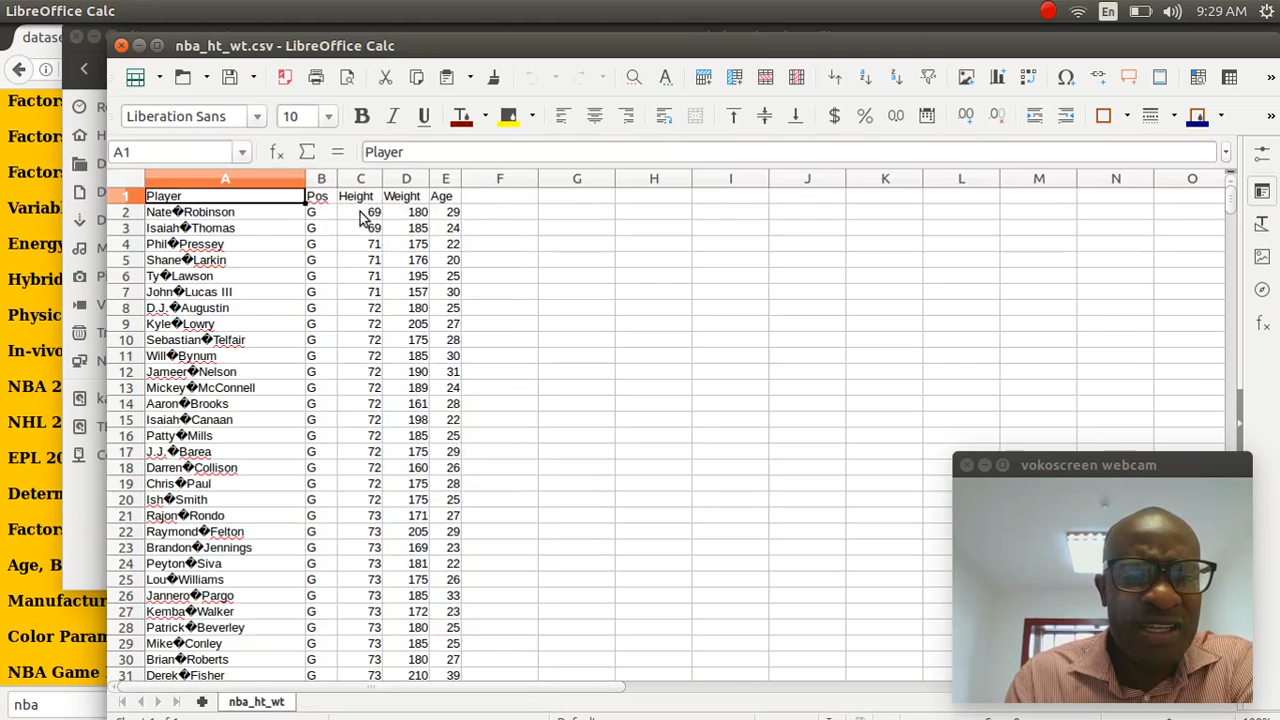 LibreOffice Calc
En
9:29 AM
datase
nba_ht_wt.csv - LibreOffice Calc
Liberation Sans
10
A1
Player
A B C D E F G H I J K L M N O
1 Player Pos Height Weight Age
2 Nate�Robinson G 69 180 29
3 Isaiah�Thomas G 69 185 24
4 Phil�Pressey G 71 175 22
5 Shane�Larkin G 71 176 20
6 Ty�Lawson G 71 195 25
7 John�Lucas III G 71 157 30
8 D.J.�Augustin G 72 180 25
9 Kyle�Lowry G 72 205 27
10 Sebastian�Telfair G 72 175 28
11 Will�Bynum G 72 185 30
12 Jameer�Nelson G 72 190 31
13 Mickey�McConnell G 72 189 24
14 Aaron�Brooks G 72 161 28
15 Isaiah�Canaan G 72 198 22
16 Patty�Mills G 72 185 25
17 J.J.�Barea G 72 175 29
18 Darren�Collison G 72 160 26
19 Chris�Paul G 72 175 28
20 Ish�Smith G 72 175 25
21 Rajon�Rondo G 73 171 27
22 Raymond�Felton G 73 205 29
23 Brandon�Jennings G 73 169 23
24 Peyton�Siva G 73 181 22
25 Lou�Williams G 73 175 26
26 Jannero�Pargo G 73 185 33
27 Kemba�Walker G 73 172 23
28 Patrick�Beverley G 73 180 25
29 Mike�Conley G 73 185 25
30 Brian�Roberts G 73 180 27
31 Derek�Fisher G 73 210 39
nba_ht_wt
Factors
Factors
Factors
Variab
Energy
Hybrid
Physic
In-vivo
NBA 2
NHL 2
EPL 20
Deterr
Factors
Age, B
Manufactur
Color Param
NBA Game
nba
vokoscreen webcam